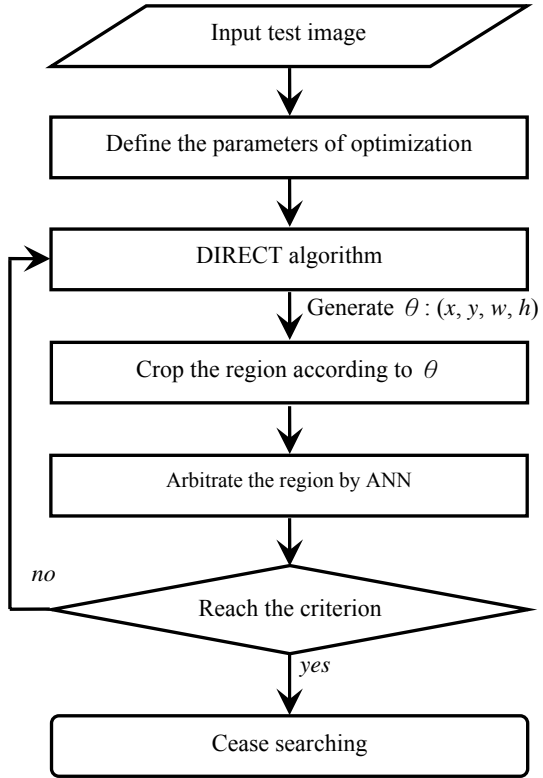 Input test image
Define the parameters of optimization
DIRECT algorithm
Generate θ : (x, y, w, h)
Crop the region according to θ
Arbitrate the region by ANN
no
Reach the criterion
yes
Cease searching